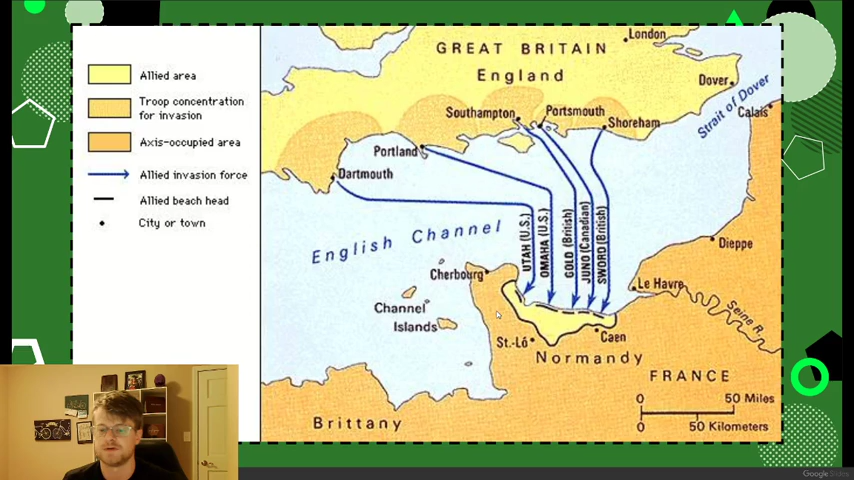 Allied area
Troop concentration
for invasion
Axis-occupied area
Allied invasion force
Allied beach head
City or town
London
GREAT BRITAIN
England
Dover
Strait of Dover
Calais
Southampton
Portsmouth
Shoreham
Portland
Dartmouth
English Channel
UTAH (U.S.)
OMAHA (U.S.)
GOLD (British)
JUNO (Canadian)
SWORD (British)
Dieppe
Cherbourg
Le Havre
Seine R.
Channel
Islands
St.-Lô
Caen
Normandy
FRANCE
0 50 Miles
0 50 Kilometers
Brittany
Google Slides